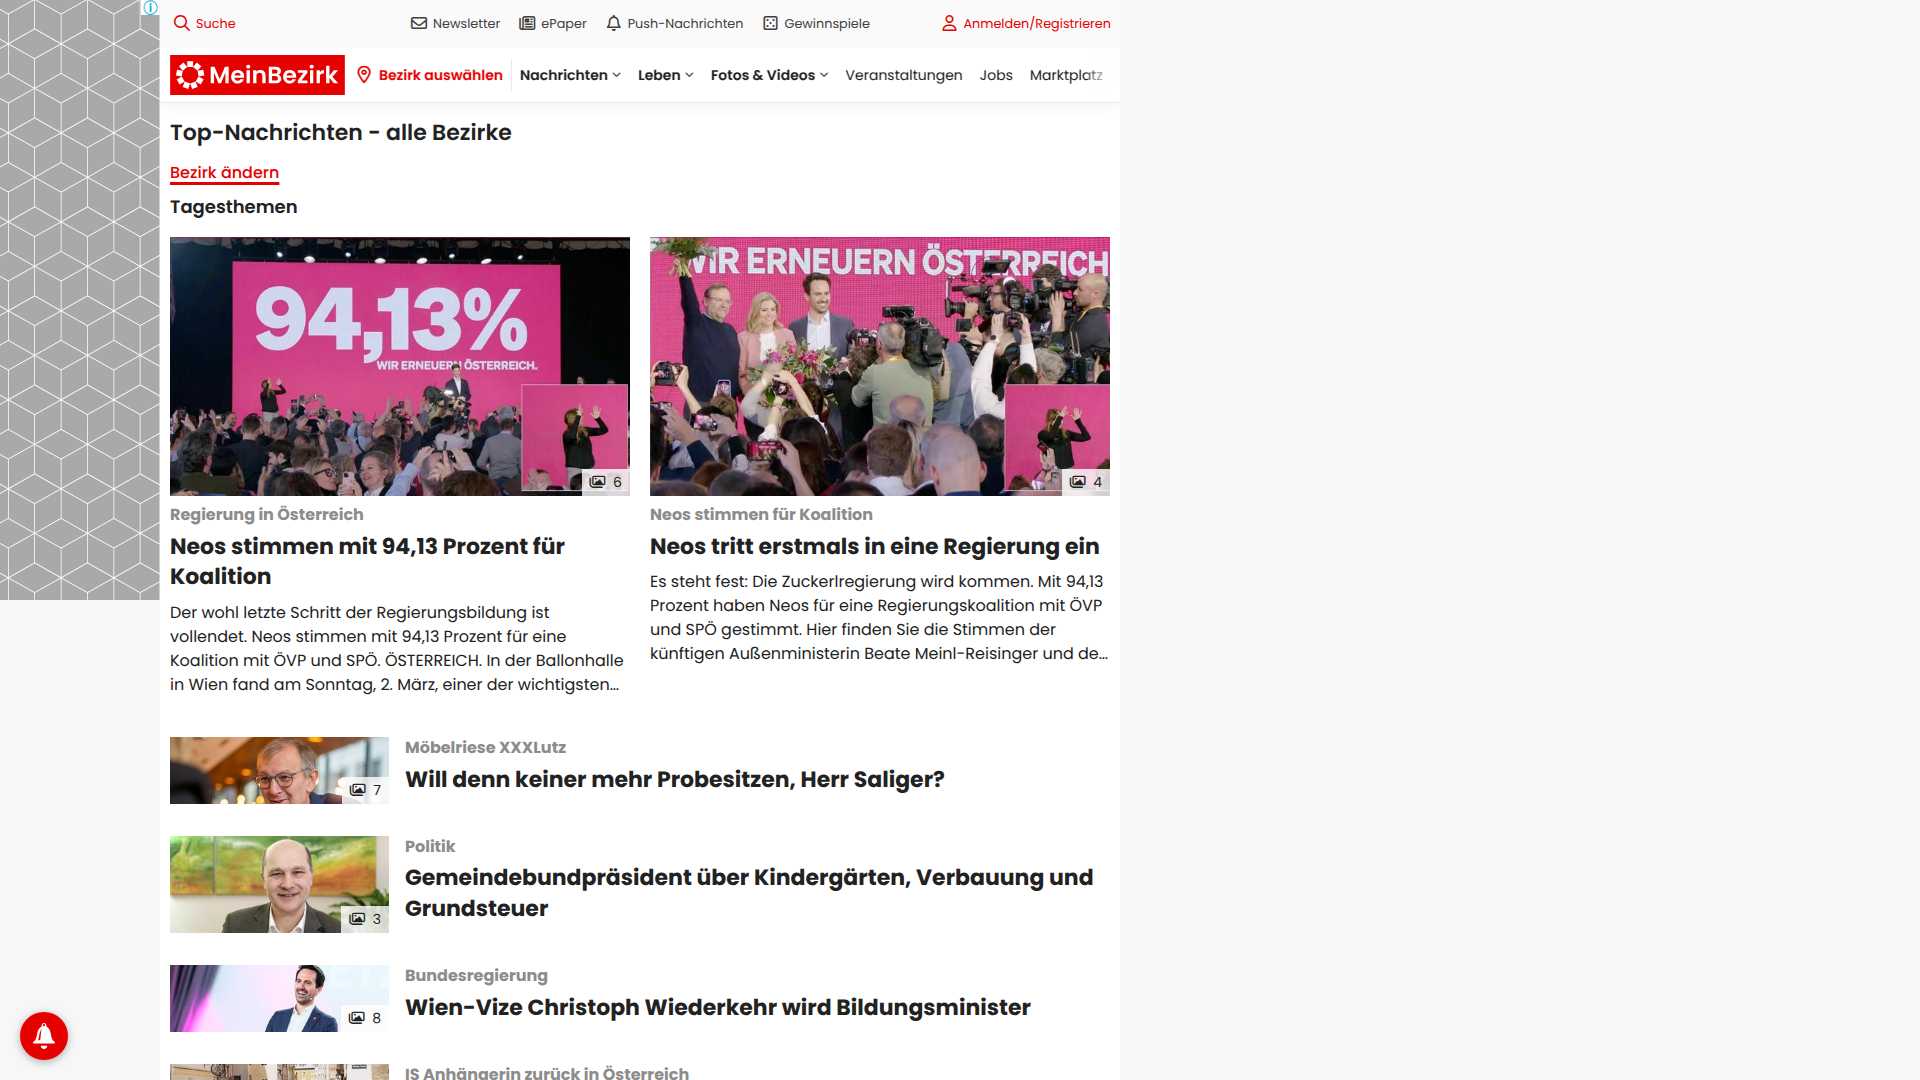 Suche
Newsletter
ePaper
Push-Nachrichten
Gewinnspiele
Anmelden/Registrieren
MeinBezirk
Bezirk auswählen
Nachrichten
Leben
Fotos & Videos
Veranstaltungen
Jobs
Marktplatz
Top-Nachrichten - alle Bezirke
Bezirk ändern
Tagesthemen
94,13%
WIR ERNEUERN ÖSTERREICH.
6
WIR ERNEUERN ÖSTERREICH
4
Regierung in Österreich
Neos stimmen mit 94,13 Prozent für
Koalition
Der wohl letzte Schritt der Regierungsbildung ist
vollendet. Neos stimmen mit 94,13 Prozent für eine
Koalition mit ÖVP und SPÖ. ÖSTERREICH. In der Ballonhalle
in Wien fand am Sonntag, 2. März, einer der wichtigsten...
Neos stimmen für Koalition
Neos tritt erstmals in eine Regierung ein
Es steht fest: Die Zuckerlregierung wird kommen. Mit 94,13
Prozent haben Neos für eine Regierungskoalition mit ÖVP
und SPÖ gestimmt. Hier finden Sie die Stimmen der
künftigen Außenministerin Beate Meinl-Reisinger und de...
7
Möbelriese XXXLutz
Will denn keiner mehr Probesitzen, Herr Saliger?
3
Politik
Gemeindebundpräsident über Kindergärten, Verbauung und
Grundsteuer
8
Bundesregierung
Wien-Vize Christoph Wiederkehr wird Bildungsminister
IS Anhängerin zurück in Österreich